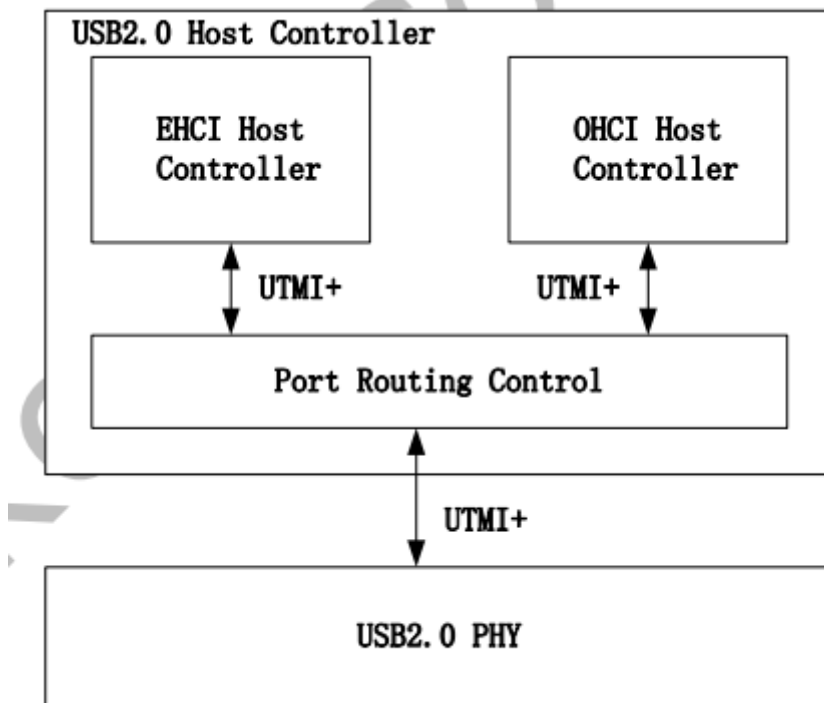 USB2.0 Host Controller
EHCI Host
Controller
OHCI Host
Controller
UTMI+
UTMI+
Port Routing Control
UTMI+
USB2.0 PHY